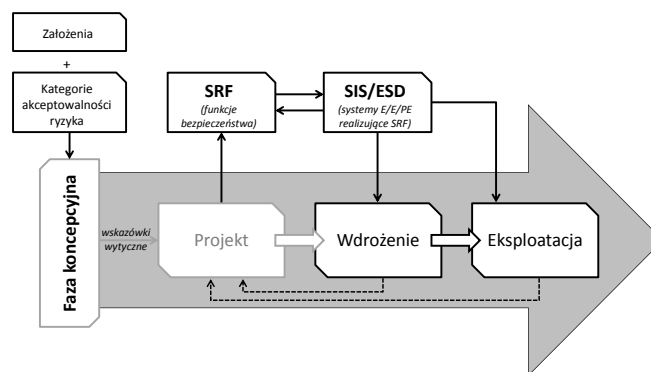 Założenia
+
Kategorie
akceptowalności
ryzyka
SRF
(funkcje
bezpieczeństwa)
SIS/ESD
(systemy E/E/PE
realizujące SRF)
Faza koncepcyjna
wskazówki
wytyczne
Projekt
Wdrożenie
Eksploatacja